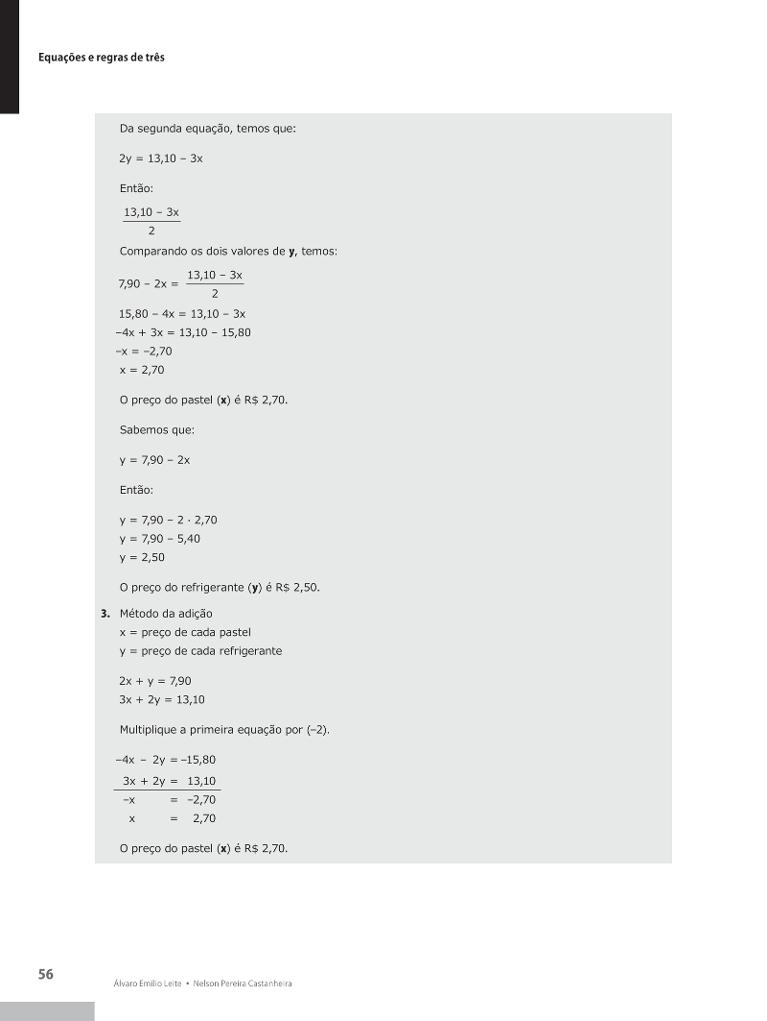 Equações e regras de três
Da segunda equação, temos que:
2y = 13,10 – 3x
Então:
13,10 – 3x
2
Comparando os dois valores de y, temos:
7,90 – 2x = 13,10 – 3x
2
15,80 – 4x = 13,10 – 3x
–4x + 3x = 13,10 – 15,80
–x = –2,70
x = 2,70
O preço do pastel (x) é R$ 2,70.
Sabemos que:
y = 7,90 – 2x
Então:
y = 7,90 – 2 · 2,70
y = 7,90 – 5,40
y = 2,50
O preço do refrigerante (y) é R$ 2,50.
3. Método da adição
x = preço de cada pastel
y = preço de cada refrigerante
2x + y = 7,90
3x + 2y = 13,10
Multiplique a primeira equação por (–2).
–4x – 2y = –15,80
3x + 2y = 13,10
–x = –2,70
x = 2,70
O preço do pastel (x) é R$ 2,70.
56
Álvaro Emílio Leite • Nelson Pereira Castanheira